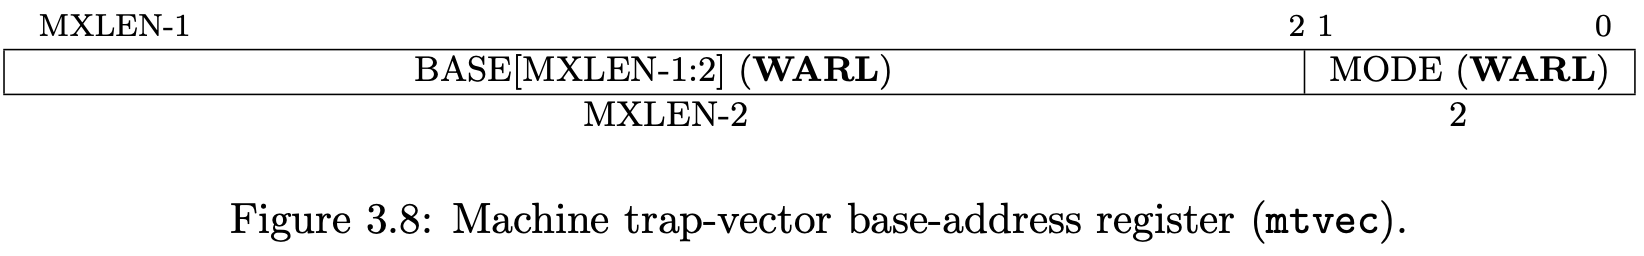 MXLEN-1 2 1 0
BASE[MXLEN-1:2] (WARL) MODE (WARL)
MXLEN-2 2
Figure 3.8: Machine trap-vector base-address register (mtvec).